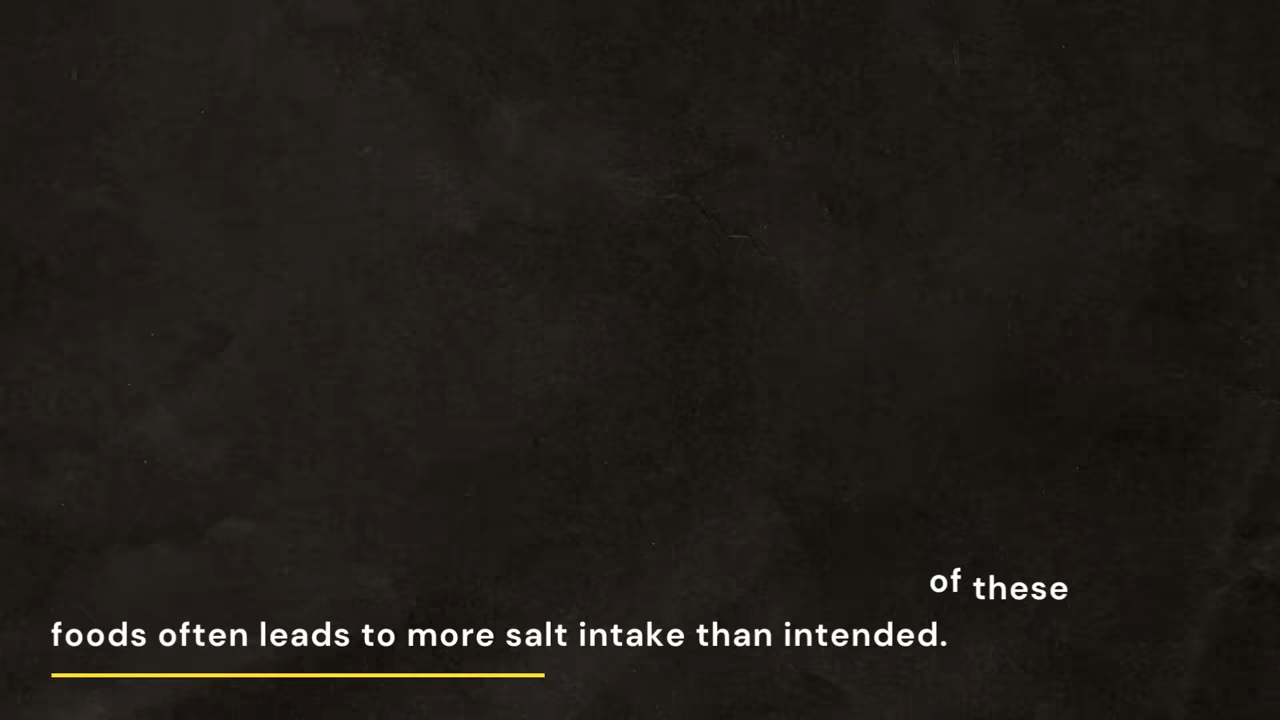 of these
foods often leads to more salt intake than intended.